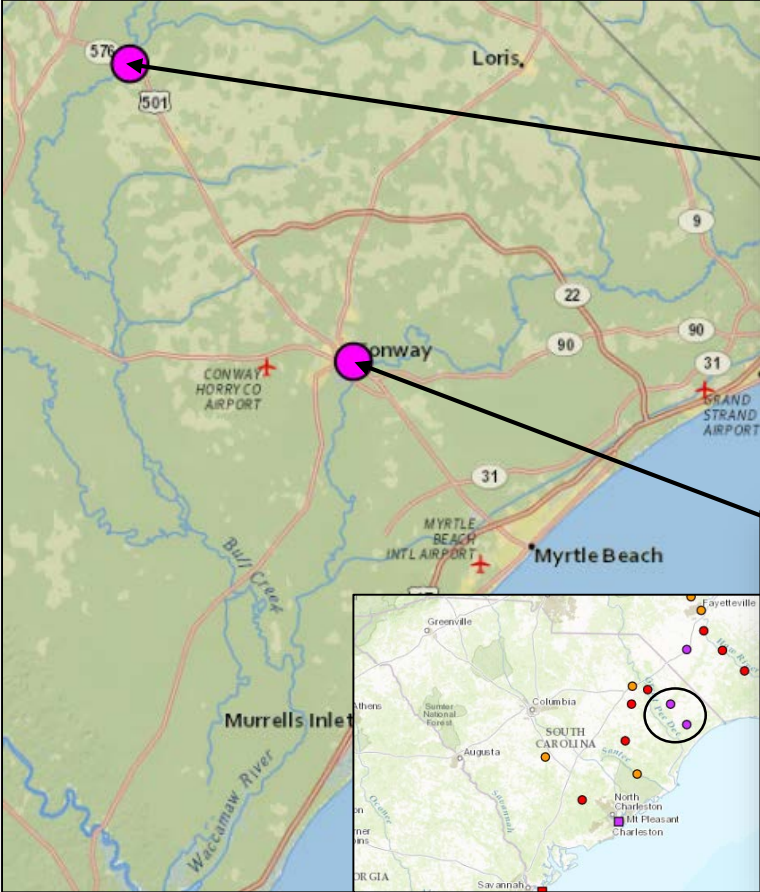 576
Loris
501
9
22
Conway
90
90
CONWAY
HORRY CO
AIRPORT
31
GRAND
STRAND
AIRPORT
31
MYRTLE
BEACH
INTL AIRPORT
Myrtle Beach
Bull Creek
Murrells Inlet
Waccamaw River
Fayetteville
Greenville
Columbia
Sumter
National
Forest
SOUTH
CAROLINA
Augusta
Santee
Savannah
North
Charleston
Mt Pleasant
Charleston
Savannah